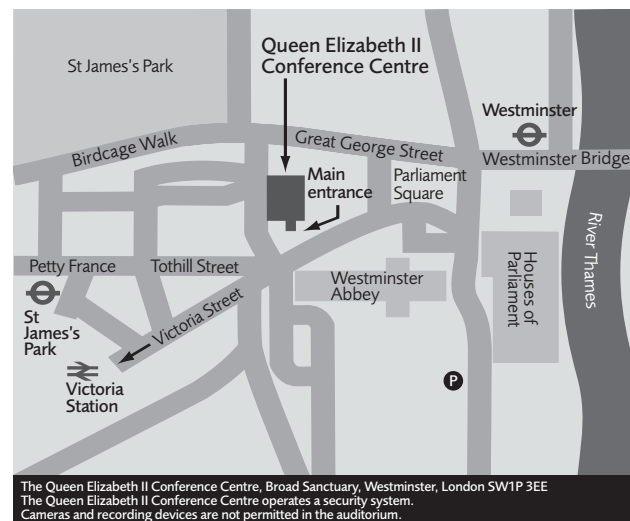 St James's Park
Queen Elizabeth II
Conference Centre
Westminster
Birdcage Walk
Great George Street
Westminster Bridge
Main
entrance
Parliament
Square
River Thames
Petty France
Tothill Street
Westminster
Abbey
Houses of
Parliament
St
James's
Park
Victoria Street
Victoria
Station
P
The Queen Elizabeth II Conference Centre, Broad Sanctuary, Westminster, London SW1P 3EE
The Queen Elizabeth II Conference Centre operates a security system.
Cameras and recording devices are not permitted in the auditorium.